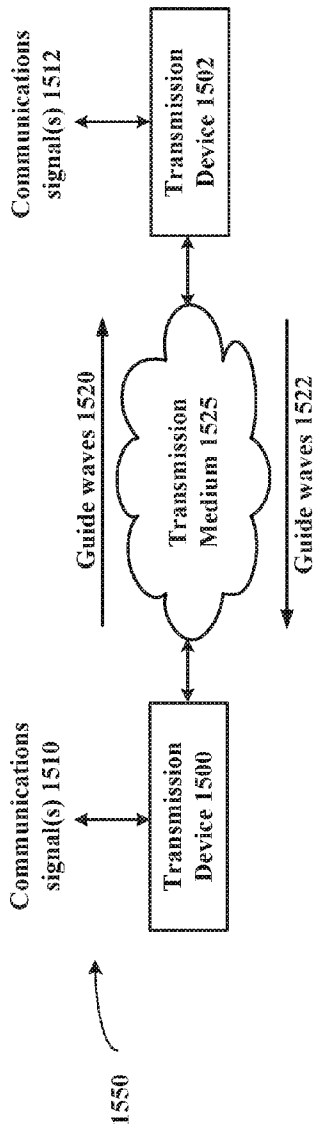 1550
Communications
signal(s) 1510
Transmission
Device 1500
Guide waves 1520
Transmission
Medium 1525
Guide waves 1522
Communications
signal(s) 1512
Transmission
Device 1502